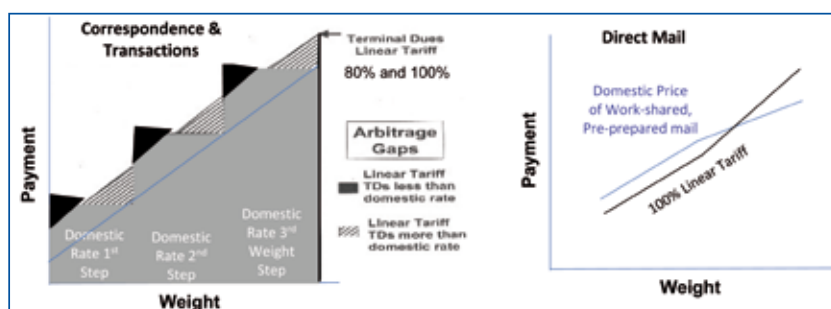 Correspondence &
Transactions
Payment
Domestic
Rate 1st
Step
Domestic
Rate 2nd
Step
Domestic
Rate 3rd
Weight
Step
Weight
Terminal Dues
Linear Tariff
80% and 100%
Arbitrage
Gaps
Linear Tariff
TDs less than
domestic rate
Linear Tariff
TDs more than
domestic rate
Direct Mail
Payment
Domestic Price
of Work-shared,
Pre-prepared mail
100% Linear Tariff
Weight